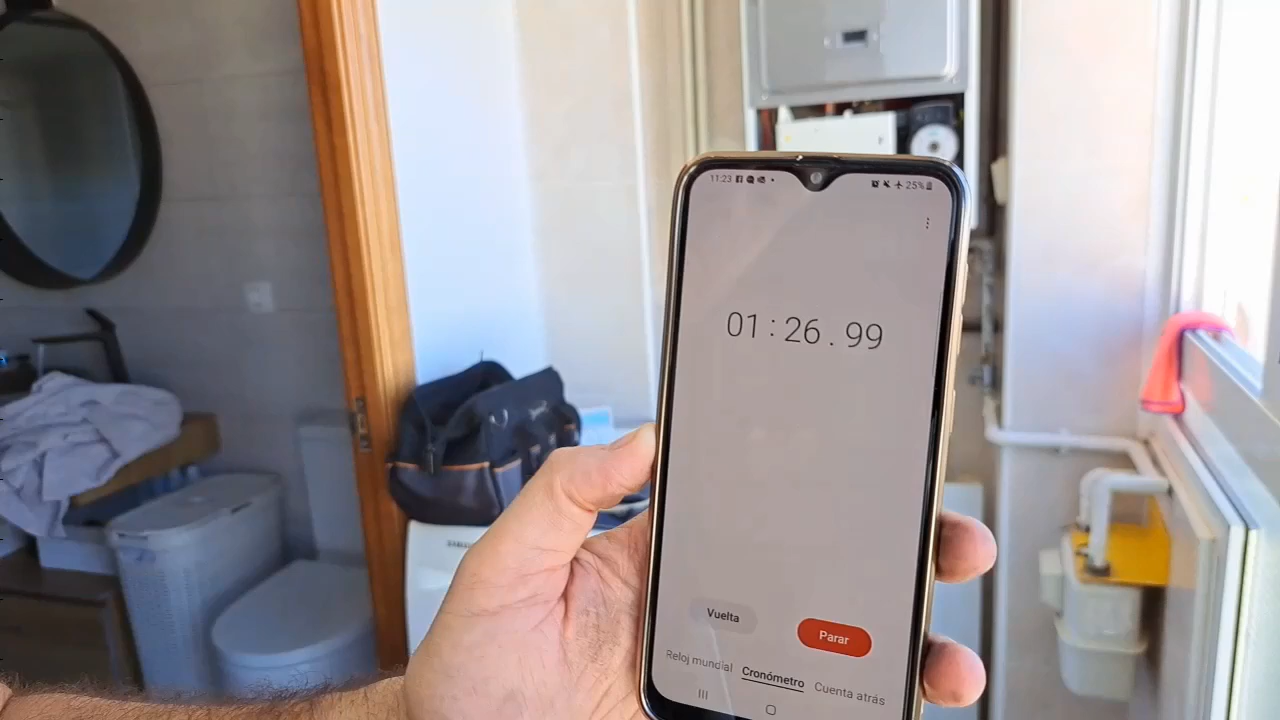 11:23 25%
01 : 26 . 99
Vuelta
Parar
Reloj mundial Cronómetro Cuenta atrás